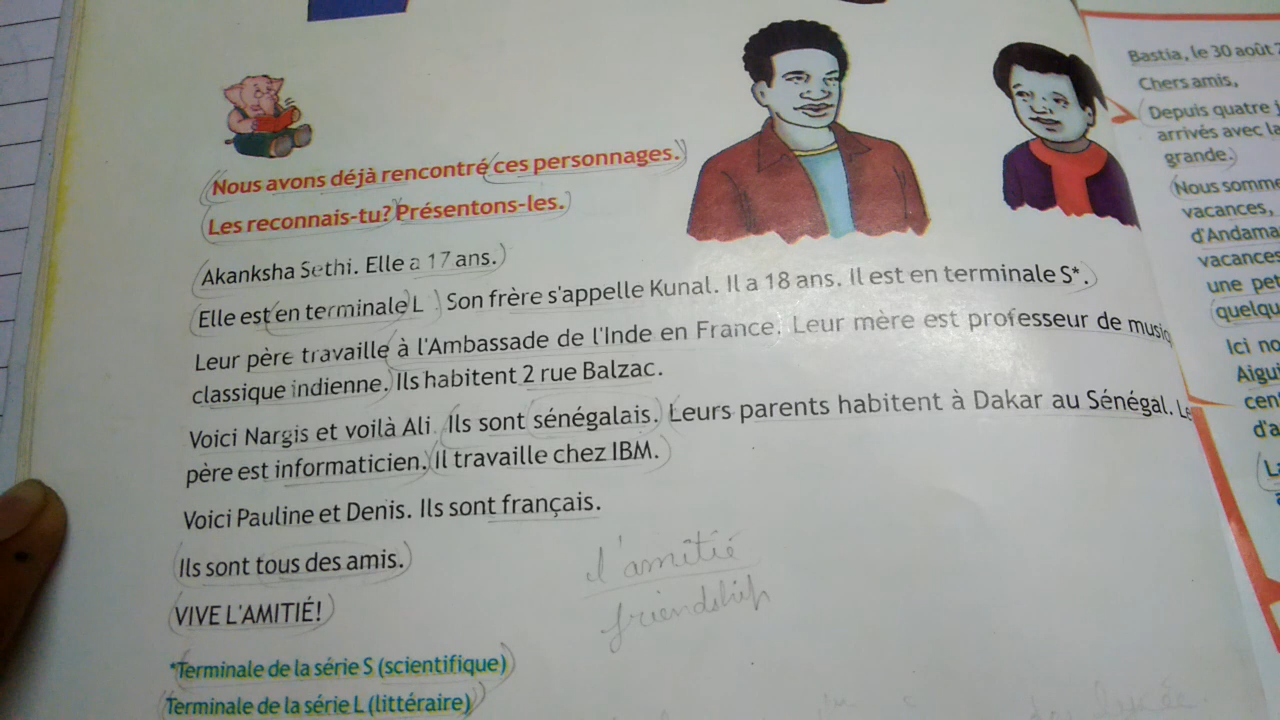 Nous avons déjà rencontré ces personnages.
Les reconnais-tu? Présentons-les.
Akanksha Sethi. Elle a 17 ans.
Elle est en terminale L. Son frère s'appelle Kunal. Il a 18 ans. Il est en terminale S*.
Leur père travaille à l'Ambassade de l'Inde en France. Leur mère est professeur de
classique indienne. Ils habitent 2 rue Balzac.
Voici Nargis et voilà Ali. Ils sont sénégalais. Leurs parents habitent à Dakar au Sénégal.
père est informaticien. Il travaille chez IBM.
Voici Pauline et Denis. Ils sont français.
Ils sont tous des amis.
VIVE L'AMITIÉ!
l'amitié
friendship
*Terminale de la série S (scientifique)
Terminale de la série L (littéraire)
Bastia, le 30 août
Chers amis,
Depuis quatre
arrivés avec
grande.
Nous
vacances,
vacances
une
Ici